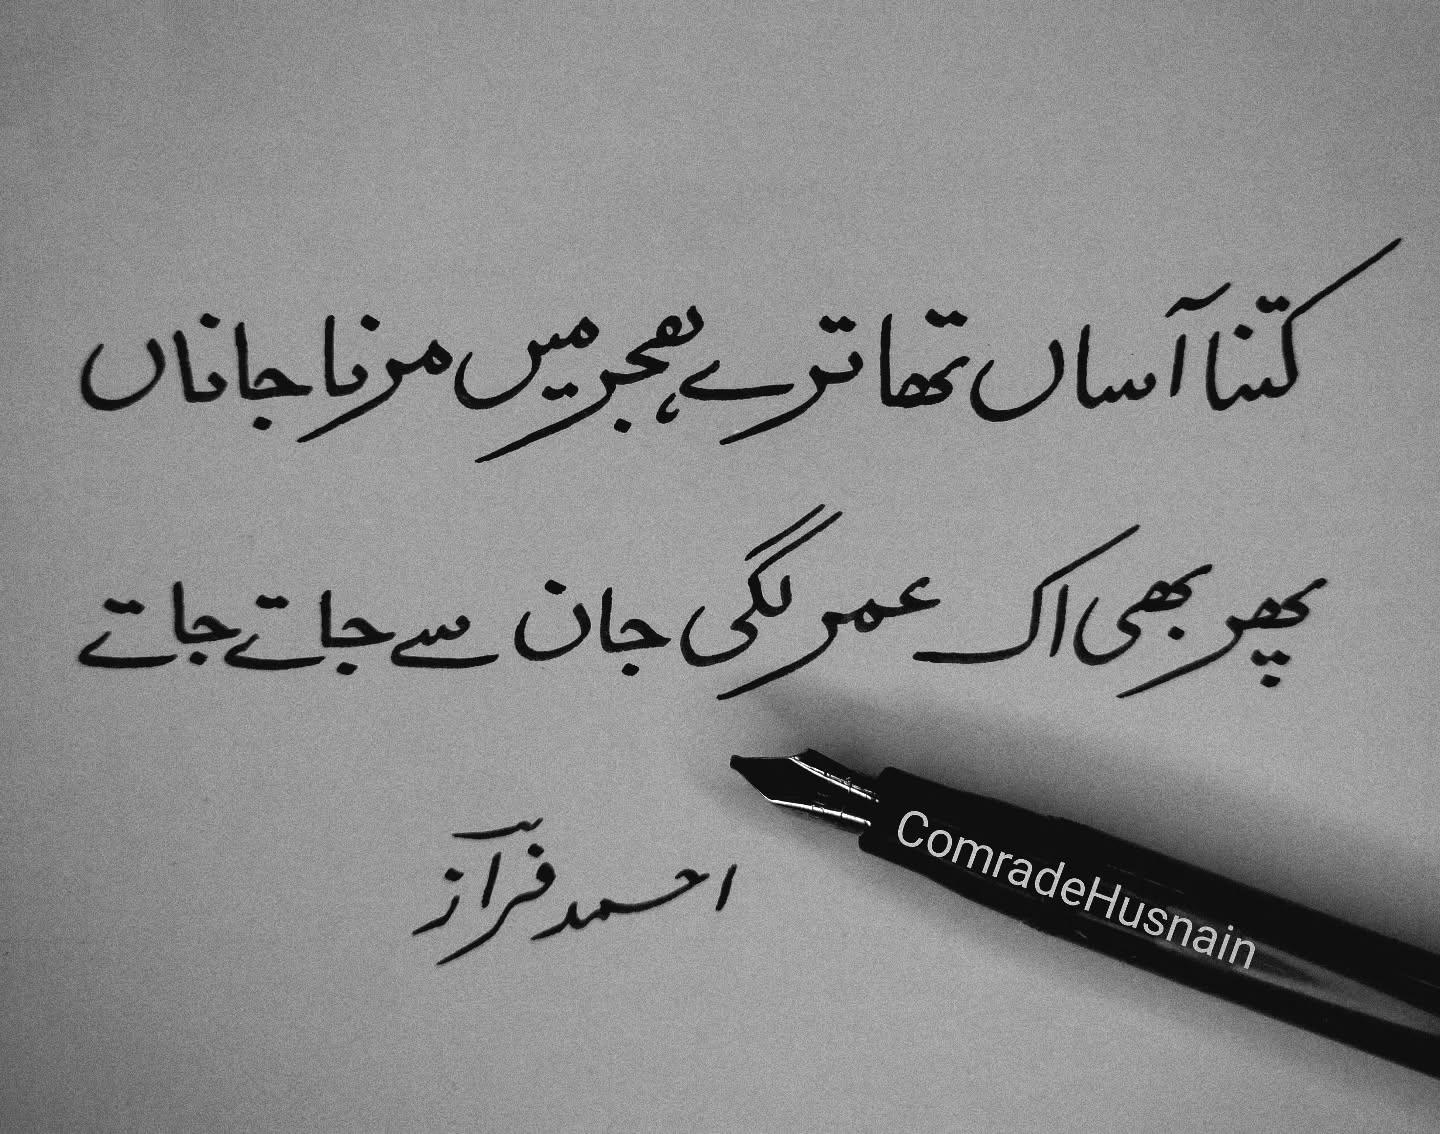 کتنا آساں تھا ترے ہجر میں مرنا جاناں
پھر بھی اک عمر لگی جان سے جاتے جاتے
احمد فرآز
ComradeHusnain